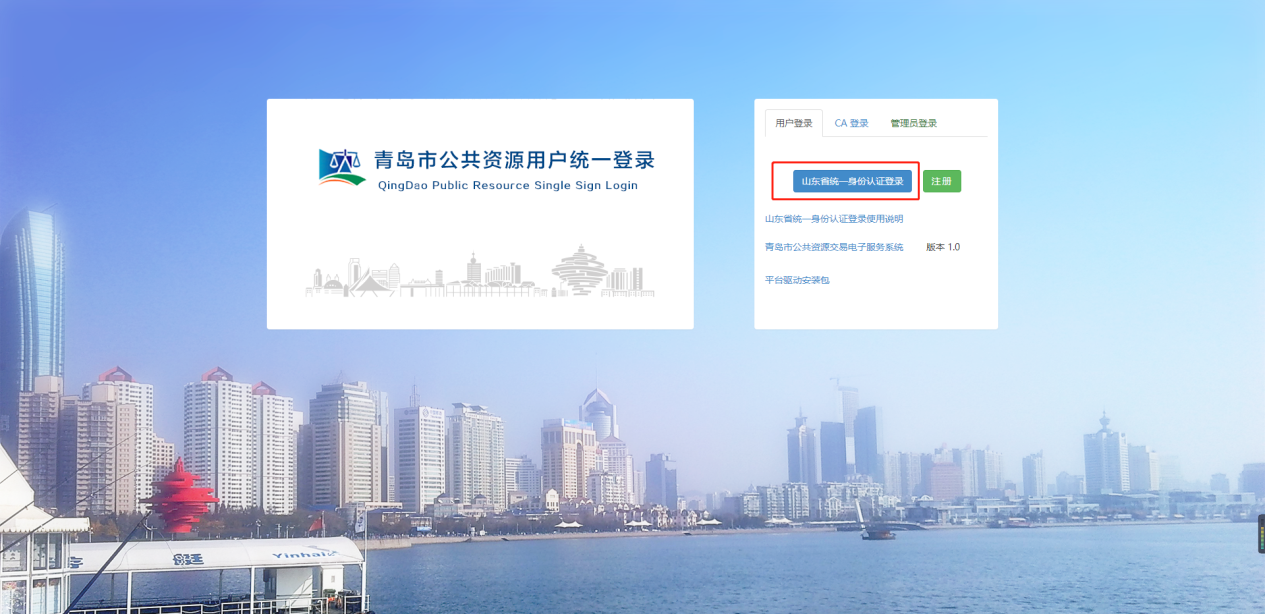 青岛市公共资源用户统一登录
QingDao Public Resource Single Sign Login
用户登录 CA 登录 管理员登录
山东省统一身份认证登录 注册
山东省统一身份认证登录使用说明
青岛市公共资源交易电子服务系统 版本 1.0
平台驱动安装包
Yinhai